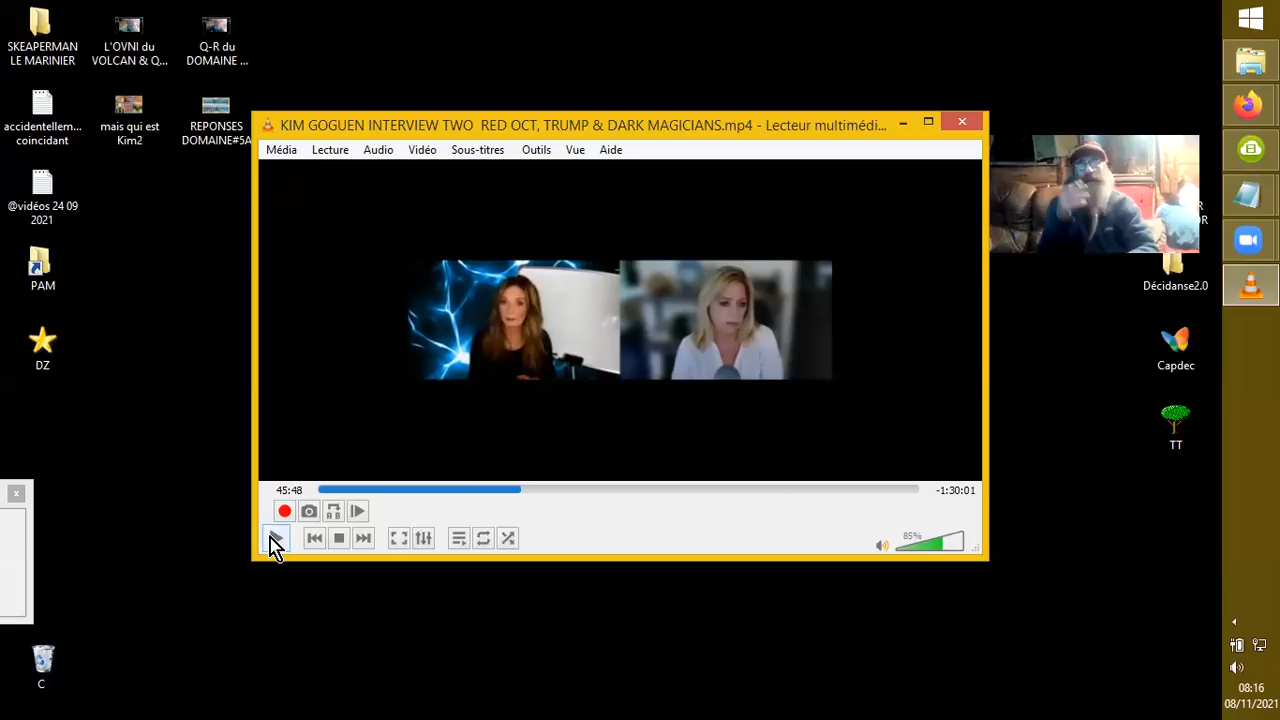 SKEAPERMAN
LE MARINIER
L'OVNI du
VOLCAN & Q...
Q-R du
DOMAINE ...
accidentellem...
coincidant
mais qui est
Kim2
REPONSES
DOMAINE#5A
@vidéos 24 09
2021
PAM
DZ
C
KIM GOGUEN INTERVIEW TWO  RED OCT, TRUMP & DARK MAGICIANS.mp4 - Lecteur multimédi...
Média Lecture Audio Vidéo Sous-titres Outils Vue Aide
45:48
-1:30:01
A B
85%
Décidanse2.0
Capdec
TT
08:16
08/11/2021